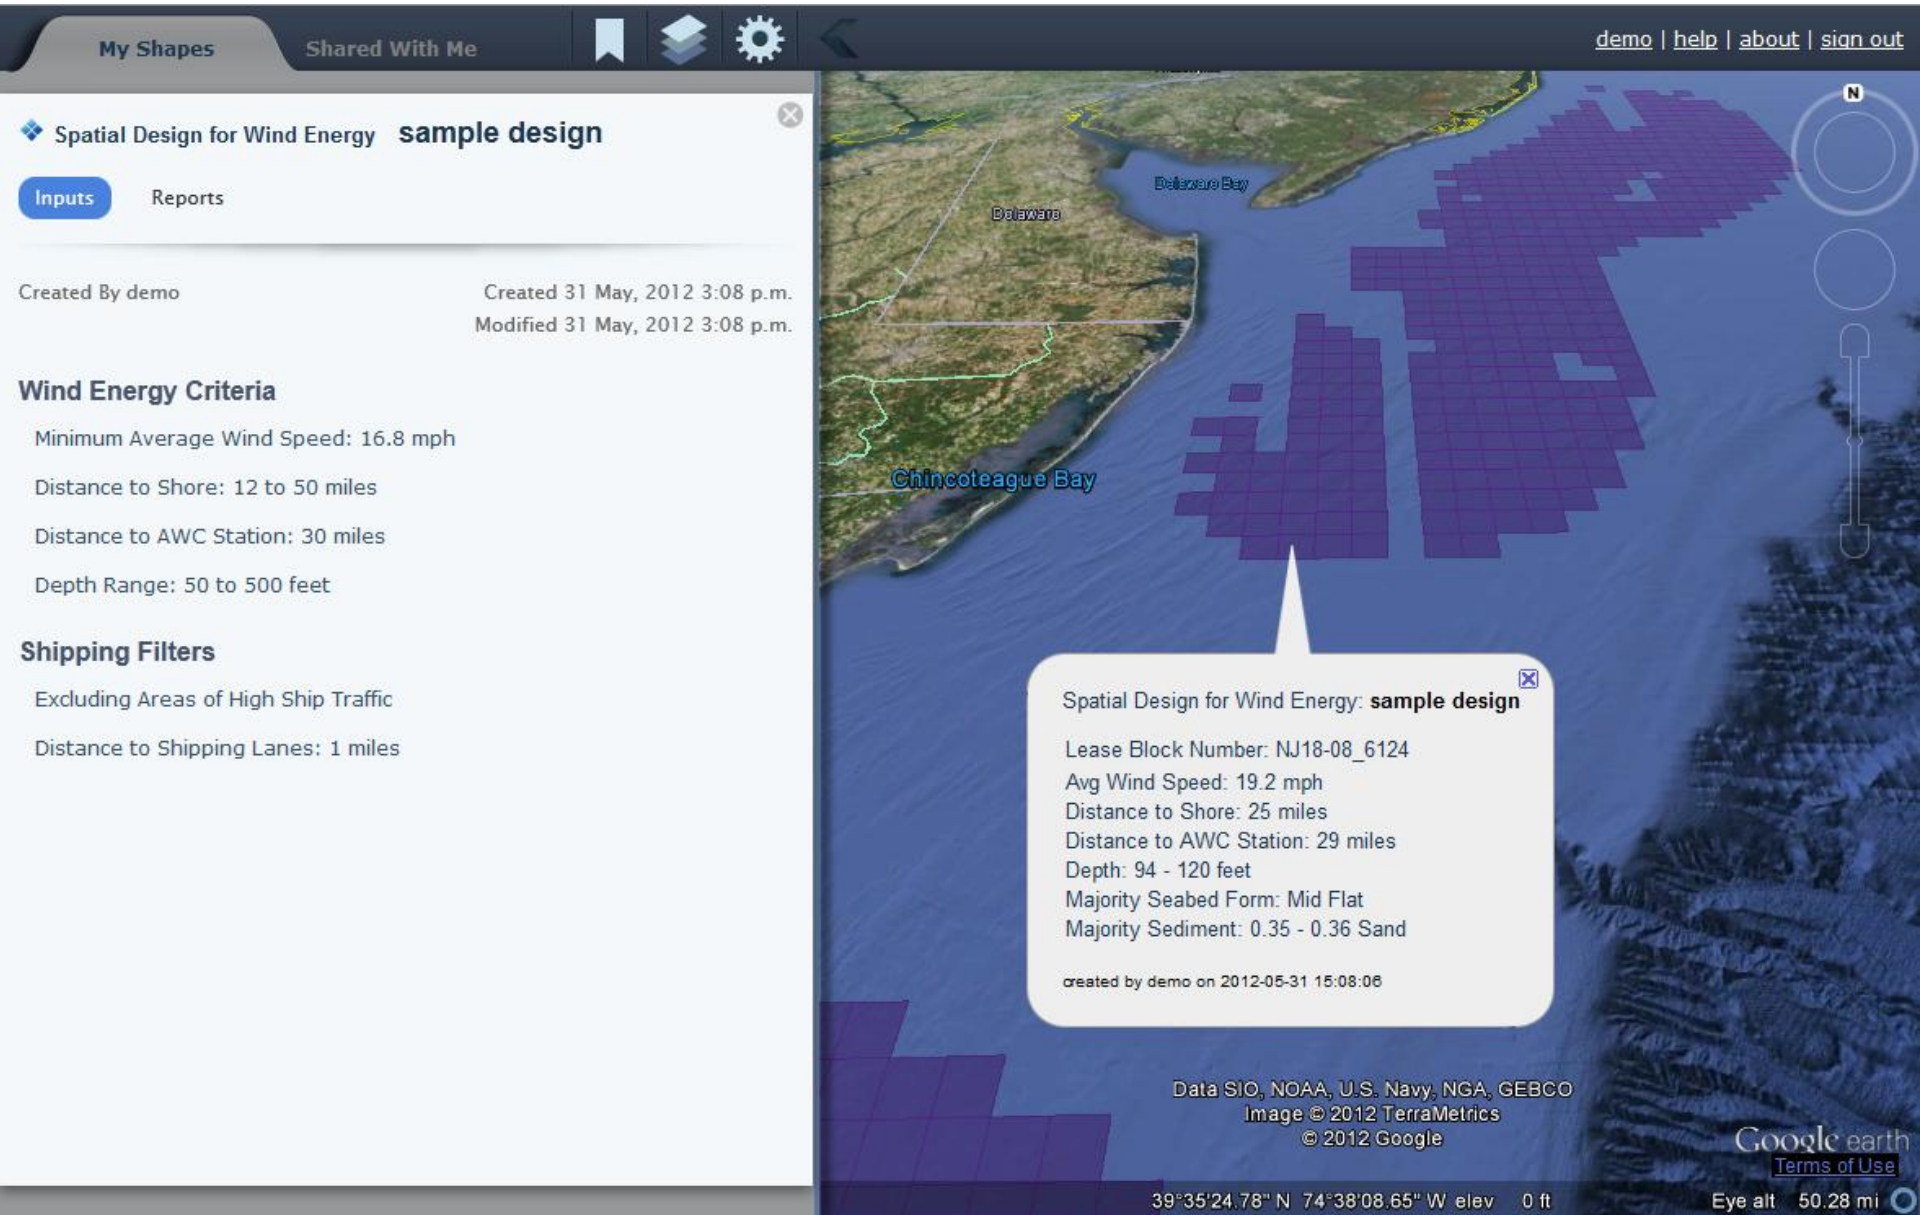 My Shapes
Shared With Me
demo | help | about | sign out
Spatial Design for Wind Energy sample design
Inputs
Reports
Created By demo
Created 31 May, 2012 3:08 p.m.
Modified 31 May, 2012 3:08 p.m.
Wind Energy Criteria
Minimum Average Wind Speed: 16.8 mph
Distance to Shore: 12 to 50 miles
Distance to AWC Station: 30 miles
Depth Range: 50 to 500 feet
Shipping Filters
Excluding Areas of High Ship Traffic
Distance to Shipping Lanes: 1 miles
N
Delaware Bay
Delaware
Chincoteague Bay
Spatial Design for Wind Energy: sample design
Lease Block Number: NJ18-08_6124
Avg Wind Speed: 19.2 mph
Distance to Shore: 25 miles
Distance to AWC Station: 29 miles
Depth: 94 - 120 feet
Majority Seabed Form: Mid Flat
Majority Sediment: 0.35 - 0.36 Sand
created by demo on 2012-05-31 15:08:06
Data SIO, NOAA, U.S. Navy, NGA, GEBCO
Image © 2012 TerraMetrics
© 2012 Google
Google earth
Terms of Use
39°35'24.78" N 74°38'08.65" W elev 0 ft
Eye alt 50.28 mi